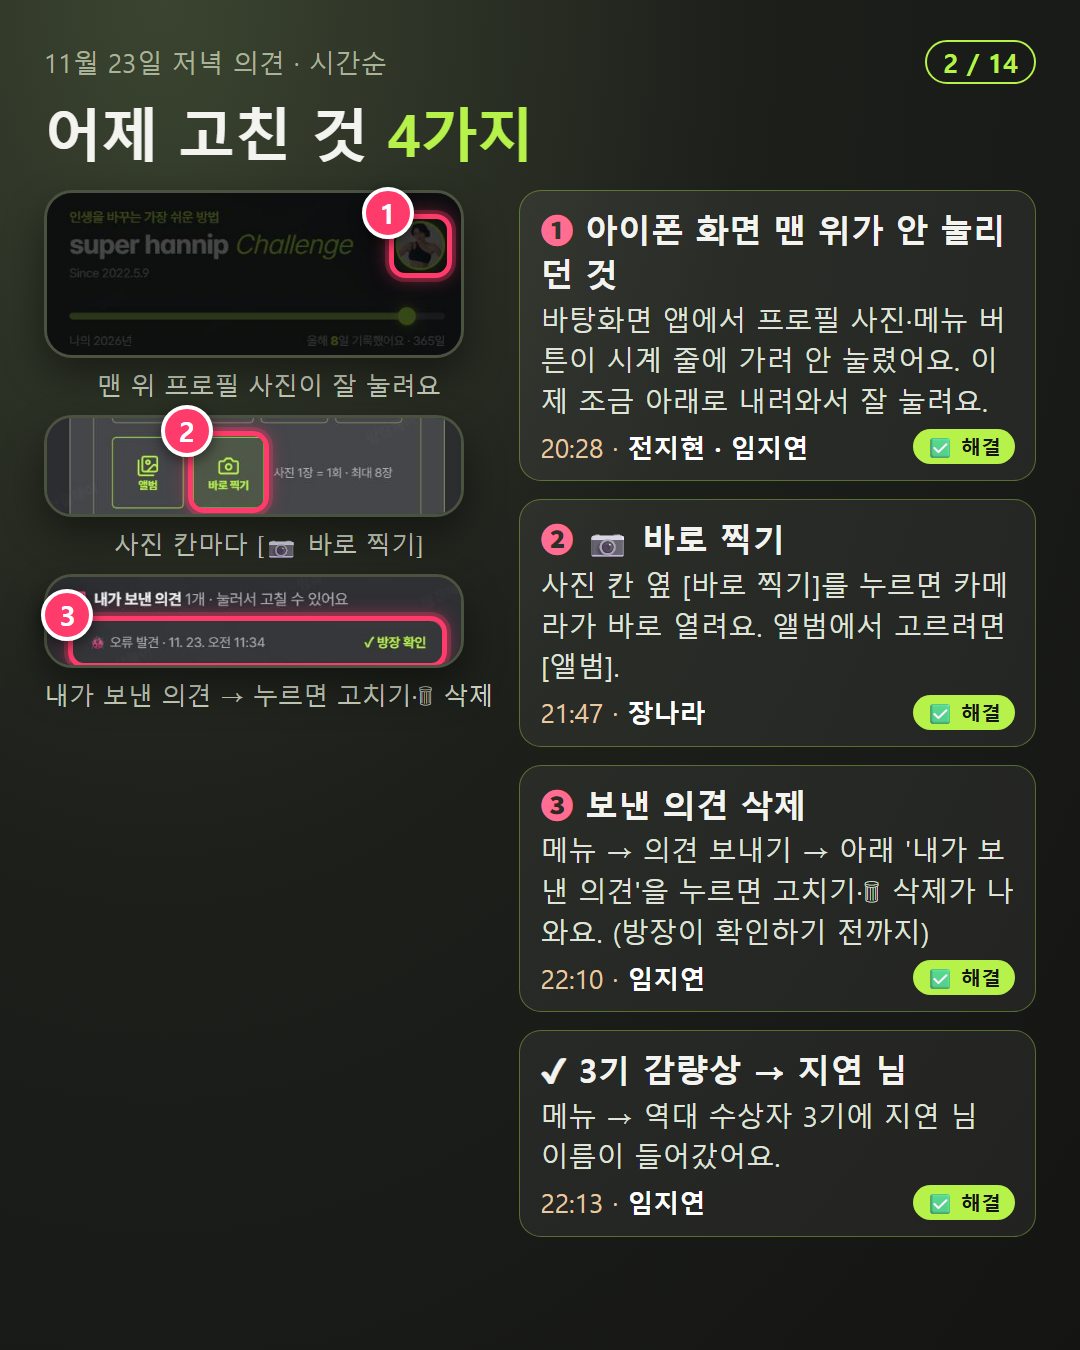 11월 23일 저녁 의견 · 시간순
2 / 14
어제 고친 것 4가지
1
인생을 바꾸는 가장 쉬운 방법
super hannip Challenge
Since 2022.5.9
나의 2026년
올해 8일 기록했어요 · 365일
맨 위 프로필 사진이 잘 눌려요
2
앨범
바로 찍기
사진 1장 = 1회 · 최대 8장
사진 칸마다 [📷 바로 찍기]
3
내가 보낸 의견 1개 · 눌러서 고칠 수 있어요
오류 발견 · 11. 23. 오전 11:34
✓ 방장 확인
내가 보낸 의견 → 누르면 고치기·🗑 삭제
❶ 아이폰 화면 맨 위가 안 눌리
던 것
바탕화면 앱에서 프로필 사진·메뉴 버
튼이 시계 줄에 가려 안 눌렸어요. 이
제 조금 아래로 내려와서 잘 눌려요.
20:28 · 전지현 · 임지연
✅ 해결
❷ 📷 바로 찍기
사진 칸 옆 [바로 찍기]를 누르면 카메
라가 바로 열려요. 앨범에서 고르려면
[앨범].
21:47 · 장나라
✅ 해결
❸ 보낸 의견 삭제
메뉴 → 의견 보내기 → 아래 '내가 보
낸 의견'을 누르면 고치기·🗑 삭제가 나
와요. (방장이 확인하기 전까지)
22:10 · 임지연
✅ 해결
✔ 3기 감량상 → 지연 님
메뉴 → 역대 수상자 3기에 지연 님
이름이 들어갔어요.
22:13 · 임지연
✅ 해결